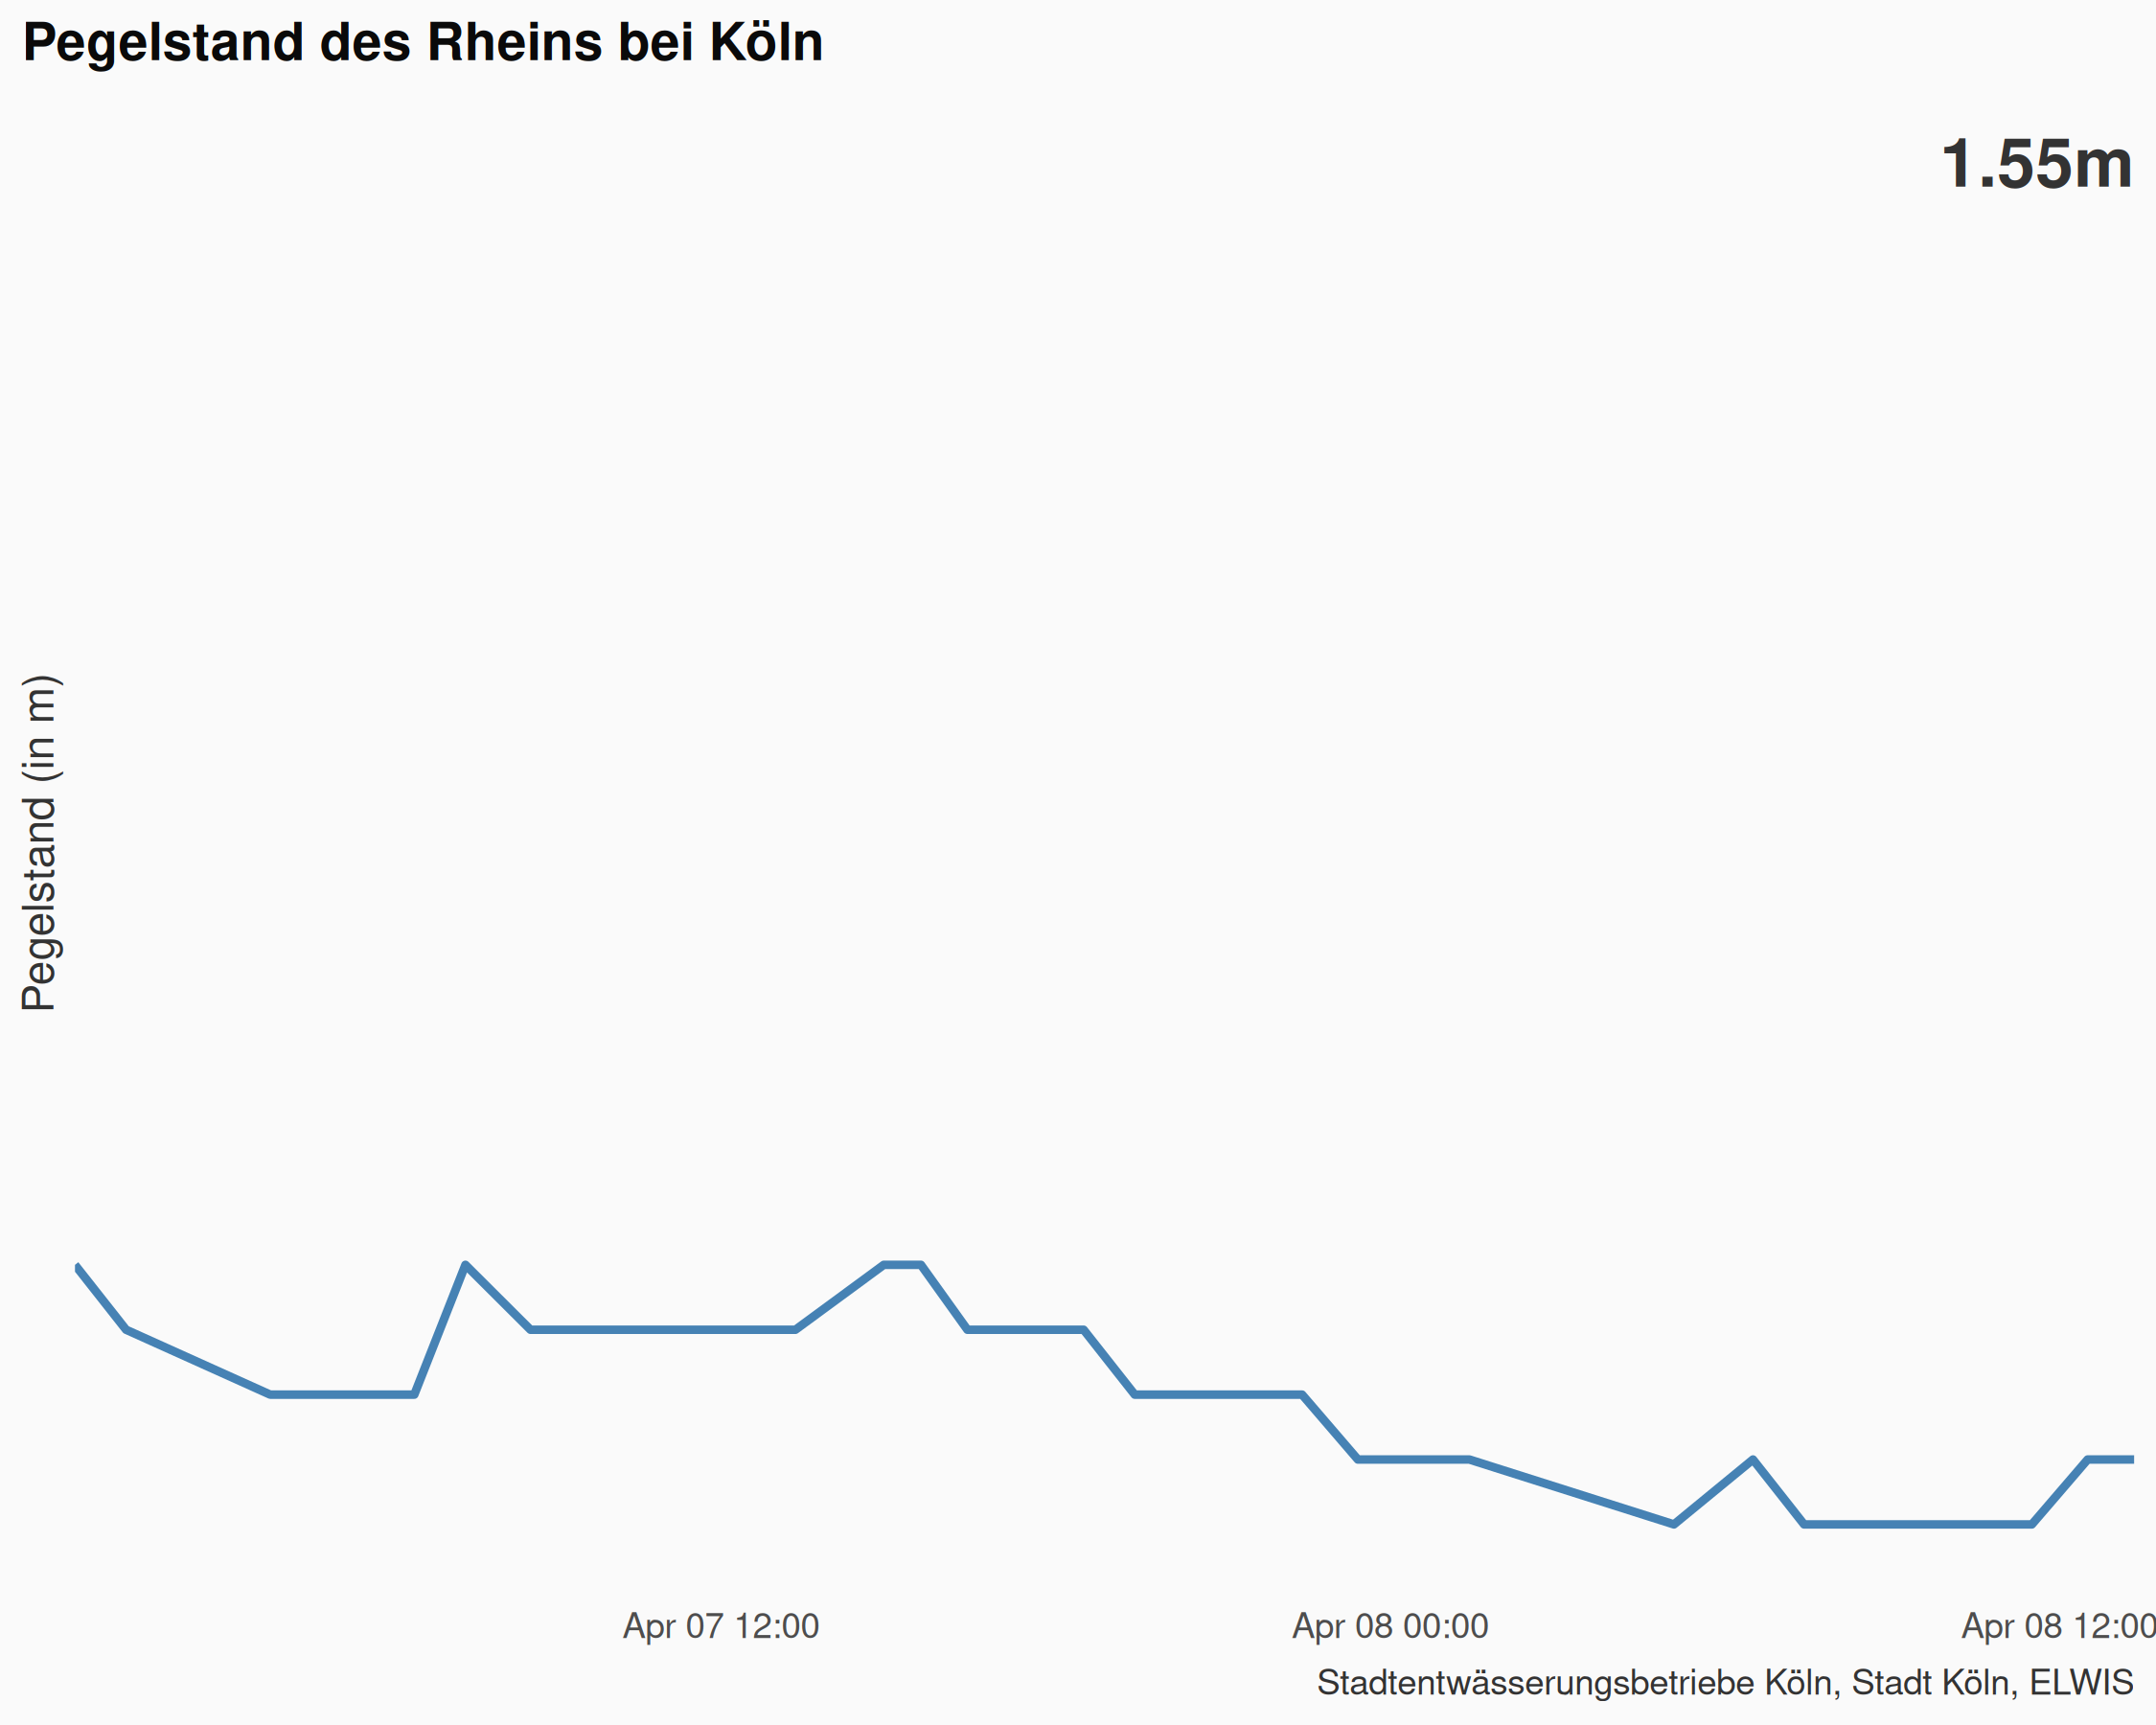 Pegelstand des Rheins bei Köln
1.55m
Pegelstand (in m)
Apr 07 12:00
Apr 08 00:00
Apr 08 12:00
Stadtentwässerungsbetriebe Köln, Stadt Köln, ELWIS